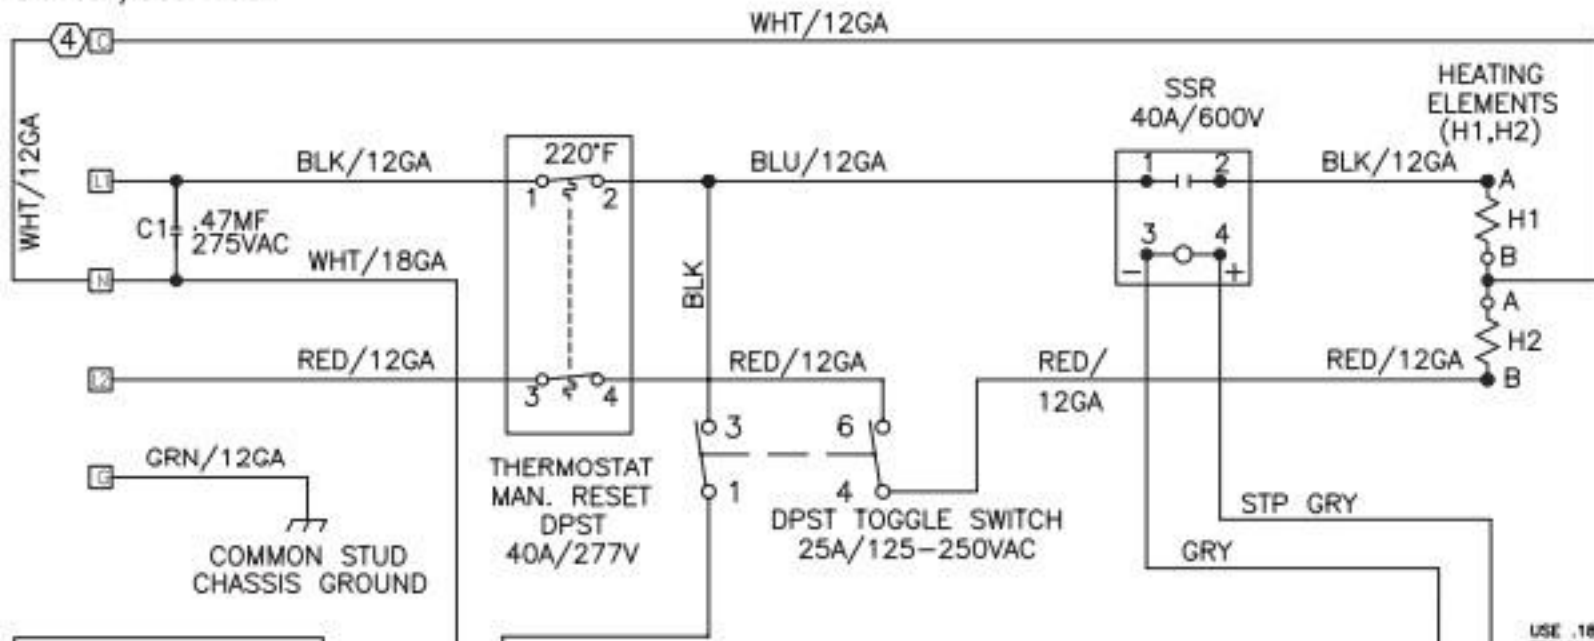 WHT/12GA
4
C
HEATING
ELEMENTS
(H1,H2)
SSR
40A/600V
WHT/12GA
L1
BLK/12GA
220°F
1
2
BLU/12GA
1
2
BLK/12GA
A
H1
B
C1
.47MF
275VAC
N
WHT/18GA
BLK
3
4
-
+
A
H2
B
L2
RED/12GA
3
4
RED/12GA
RED/
12GA
RED/12GA
3
1
6
4
G
GRN/12GA
COMMON STUD
CHASSIS GROUND
THERMOSTAT
MAN. RESET
DPST
40A/277V
DPST TOGGLE SWITCH
25A/125-250VAC
STP GRY
GRY
USE .18